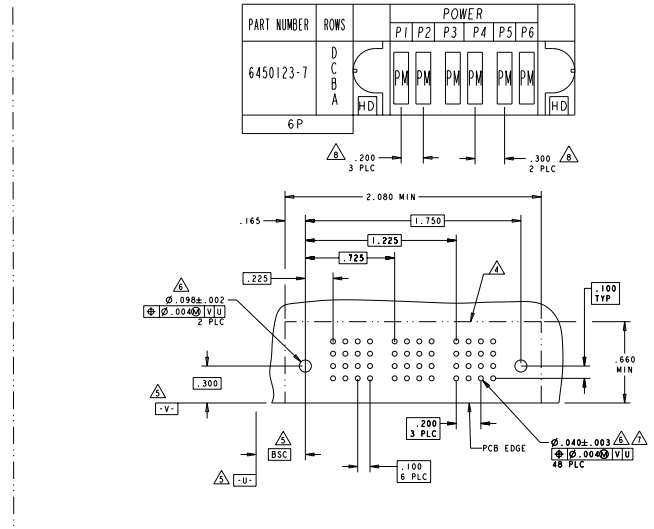 PART NUMBER ROWS POWER
P1 P2 P3 P4 P5 P6
6450123-7
D
C
B
A
PM PM PM PM PM PM
HD HD
6P
8 .200 .300 8
3 PLC 2 PLC
2.080 MIN
.165 1.750
1.225
.725
.225 4
6 .100
TYP
Ø.098±.002
⌖ Ø.004Ⓜ V U
2 PLC
.660
MIN
.300
5
-V-
.200
3 PLC
5
BSC
PCB EDGE
Ø.040±.003 6 7
⌖ Ø.004Ⓜ V U
48 PLC
5 -U-
.100
6 PLC